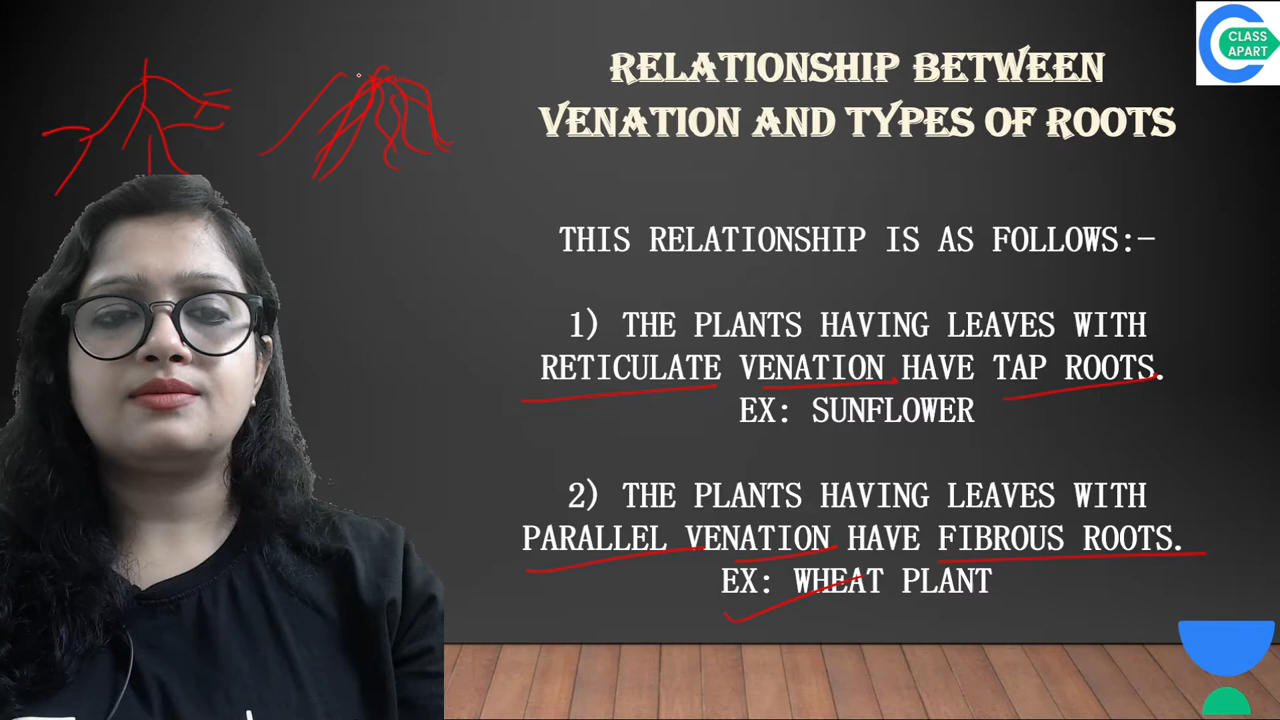 CLASS
APART
RELATIONSHIP BETWEEN
VENATION AND TYPES OF ROOTS
THIS RELATIONSHIP IS AS FOLLOWS:-
1) THE PLANTS HAVING LEAVES WITH
RETICULATE VENATION HAVE TAP ROOTS.
EX: SUNFLOWER
2) THE PLANTS HAVING LEAVES WITH
PARALLEL VENATION HAVE FIBROUS ROOTS.
EX: WHEAT PLANT